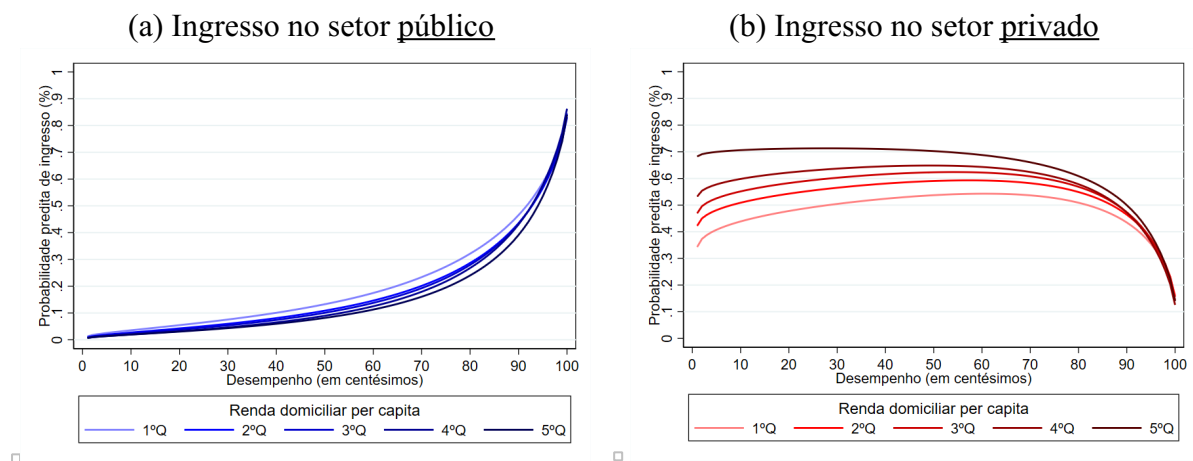 (a) Ingresso no setor público
Probabilidade predita de ingresso (%)
1
.9
.8
.7
.6
.5
.4
.3
.2
.1
0
0 10 20 30 40 50 60 70 80 90 100
Desempenho (em centésimos)
Renda domiciliar per capita
1ºQ 2ºQ 3ºQ 4ºQ 5ºQ
(b) Ingresso no setor privado
Probabilidade predtita de ingresso (%)
1
.9
.8
.7
.6
.5
.4
.3
.2
.1
0
0 10 20 30 40 50 60 70 80 90 100
Desempenho (em centésimos)
Renda domiciliar per capita
1ºQ 2ºQ 3ºQ 4ºQ 5ºQ